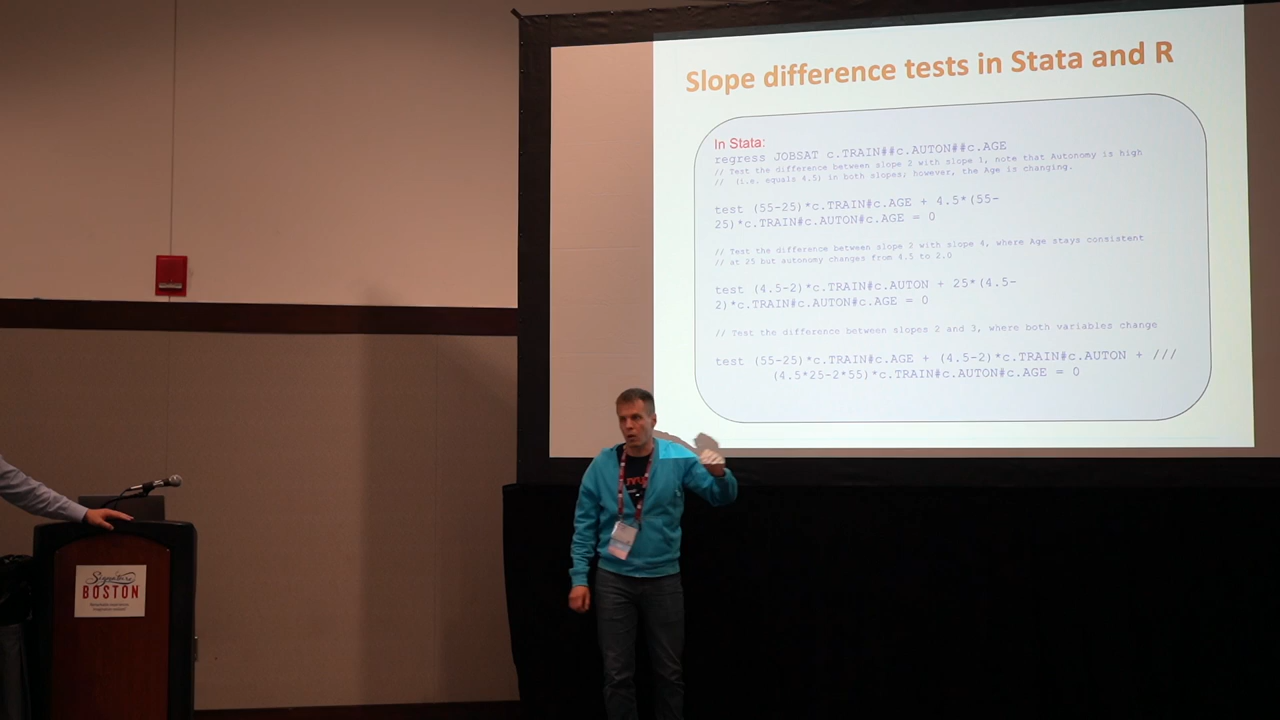 Slope difference tests in Stata and R
In Stata:
regress JOBSAT c.TRAIN##c.AUTON##c.AGE
// Test the difference between slope 2 with slope 1, note that Autonomy is high
// (i.e. equals 4.5) in both slopes; however, the Age is changing.
test (55-25)*c.TRAIN#c.AGE + 4.5*(55-
25)*c.TRAIN#c.AUTON#c.AGE = 0
// Test the difference between slope 2 with slope 4, where Age stays consistent
// at 25 but autonomy changes from 4.5 to 2.0
test (4.5-2)*c.TRAIN#c.AUTON + 25*(4.5-
2)*c.TRAIN#c.AUTON#c.AGE = 0
// Test the difference between slopes 2 and 3, where both variables change
test (55-25)*c.TRAIN#c.AGE + (4.5-2)*c.TRAIN#c.AUTON + ///
(4.5*25-2*55)*c.TRAIN#c.AUTON#c.AGE = 0
Signature
BOSTON